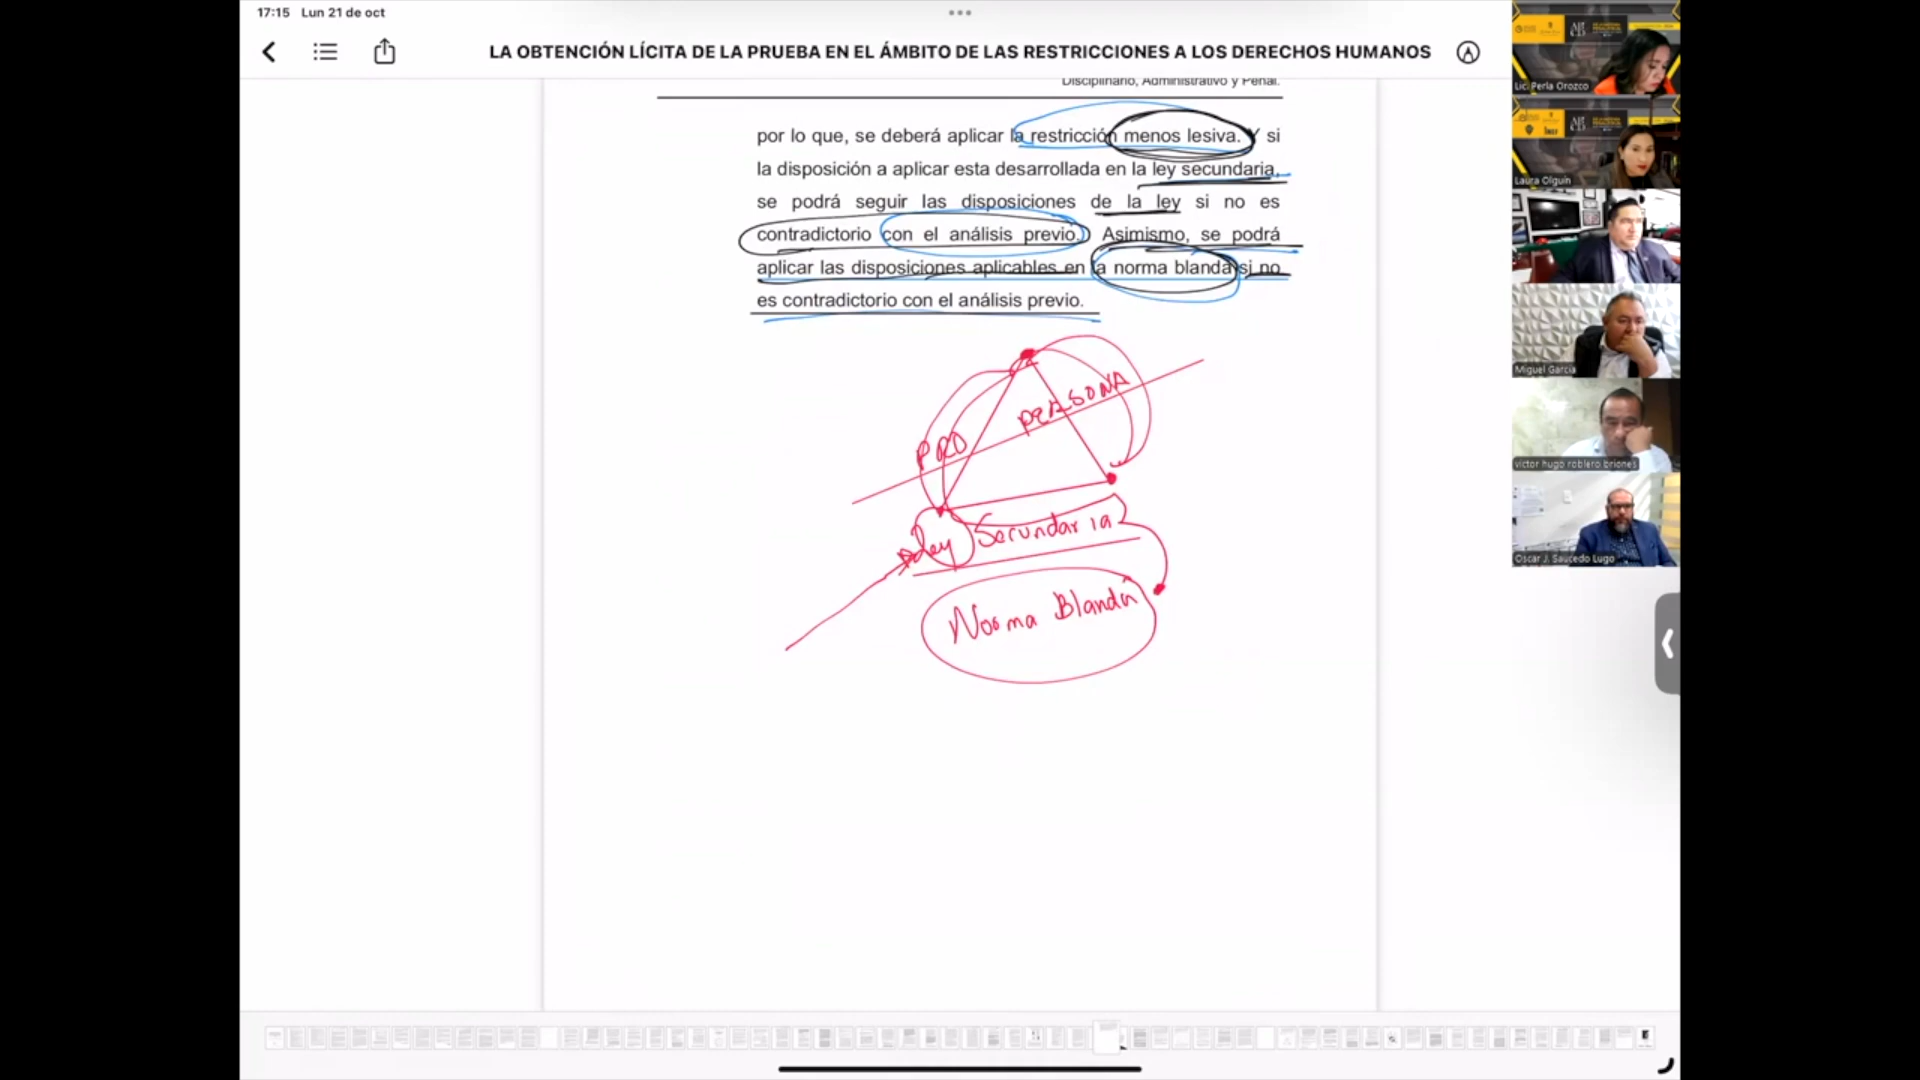 17:15 Lun 21 de oct
LA OBTENCIÓN LÍCITA DE LA PRUEBA EN EL ÁMBITO DE LAS RESTRICCIONES A LOS DERECHOS HUMANOS
Disciplinario, Administrativo y Penal.
por lo que, se deberá aplicar la restricción menos lesiva. Y si
la disposición a aplicar esta desarrollada en la ley secundaria,
se podrá seguir las disposiciones de la ley si no es
contradictorio con el análisis previo. Asimismo, se podrá
aplicar las disposiciones aplicables en la norma blanda si no
es contradictorio con el análisis previo.
PRO PERSONA
Ley Secundaria
Norma Blanda
Lic Perla Orozco
Laura Olguín
Miguel Garcia
victor hugo roblero briones
Oscar J. Saucedo Lugo